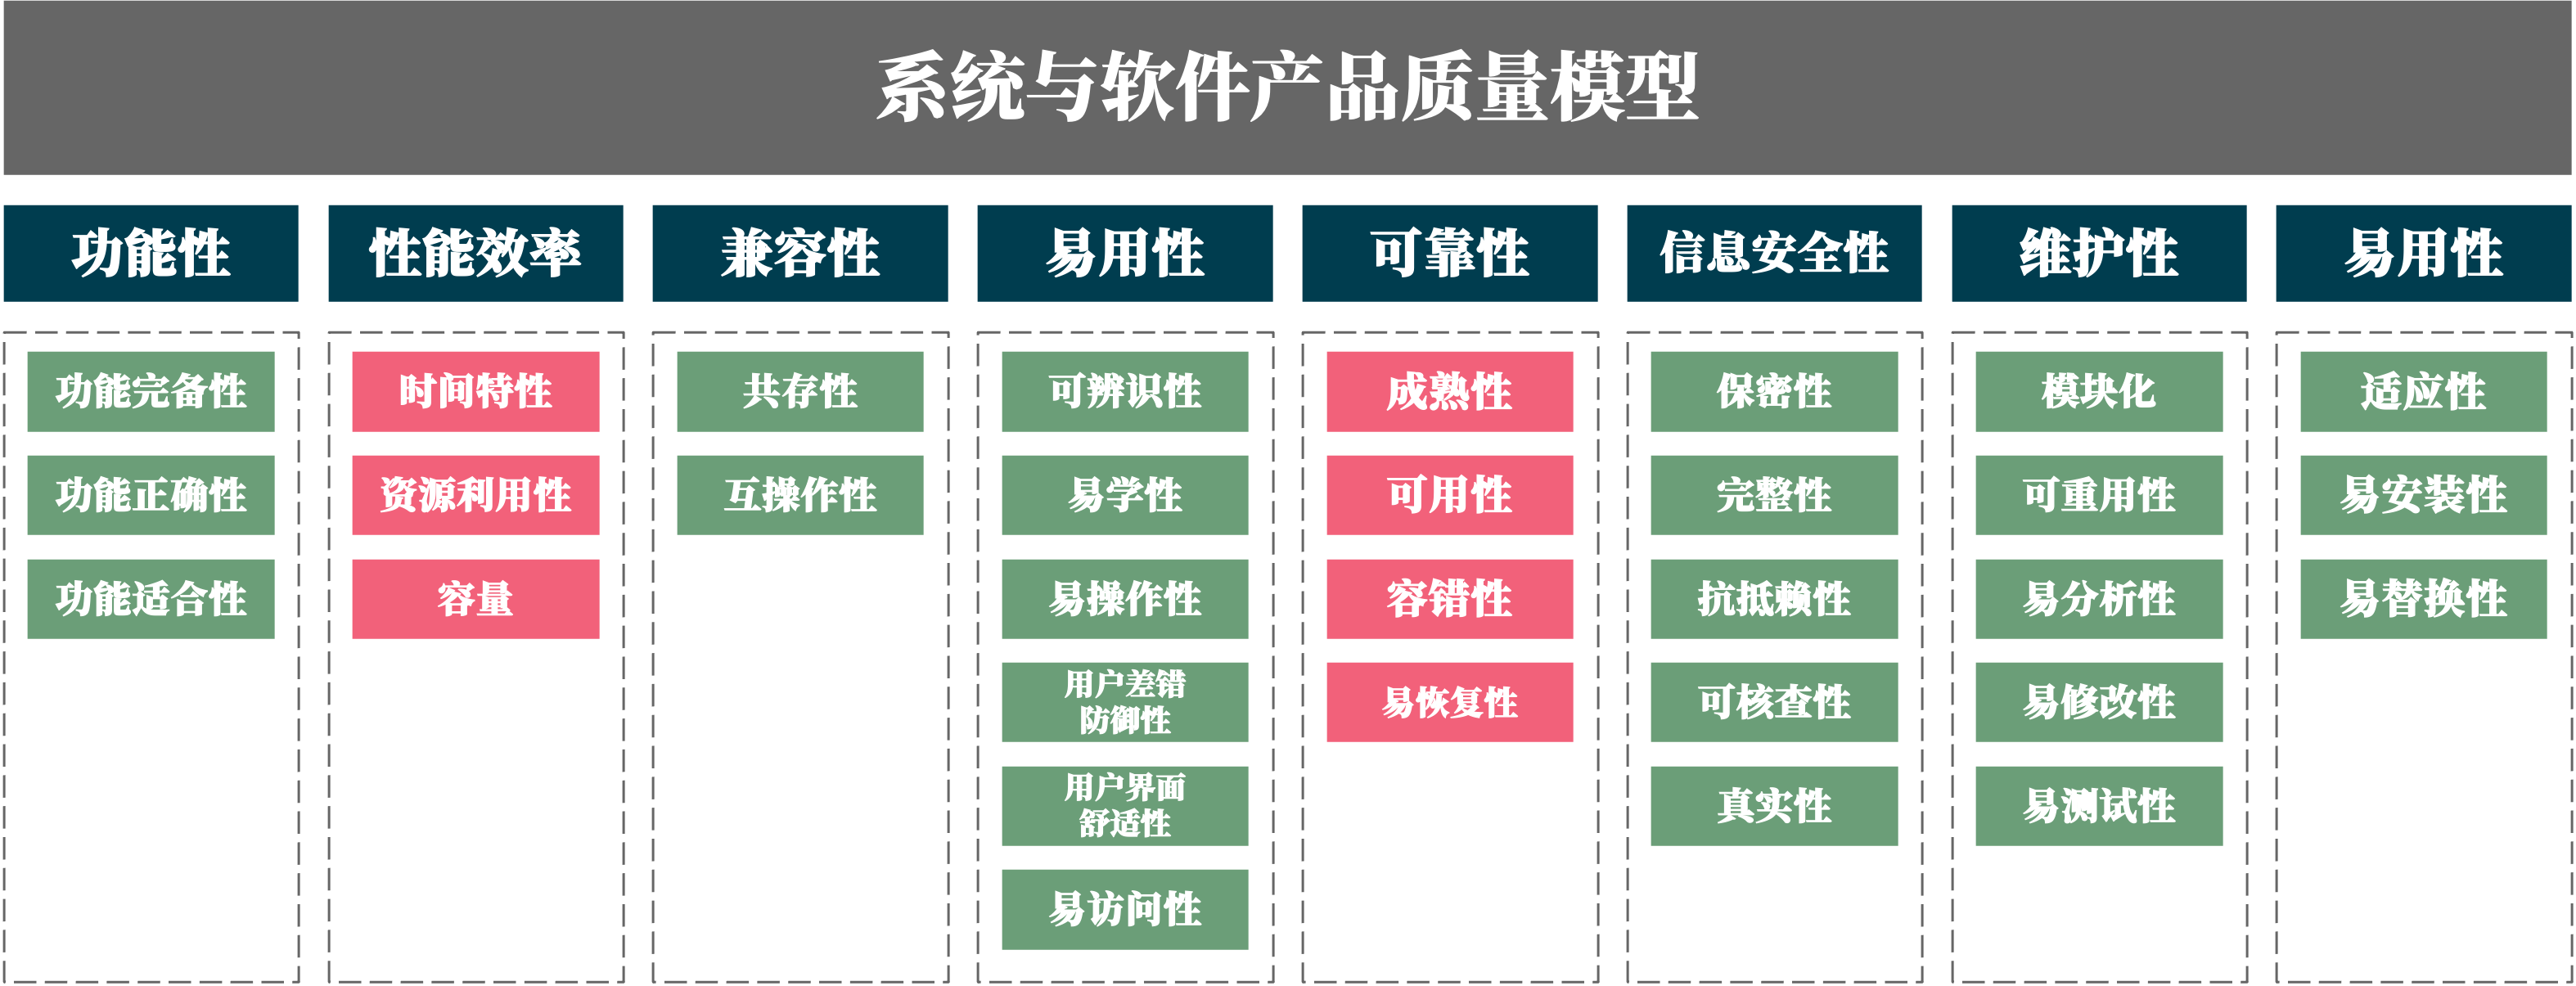 系统与软件产品质量模型
功能性
性能效率
兼容性
易用性
可靠性
信息安全性
维护性
易用性
功能完备性
功能正确性
功能适合性
时间特性
资源利用性
容量
共存性
互操作性
可辨识性
易学性
易操作性
用户差错
防御性
用户界面
舒适性
易访问性
成熟性
可用性
容错性
易恢复性
保密性
完整性
抗抵赖性
可核查性
真实性
模块化
可重用性
易分析性
易修改性
易测试性
适应性
易安装性
易替换性